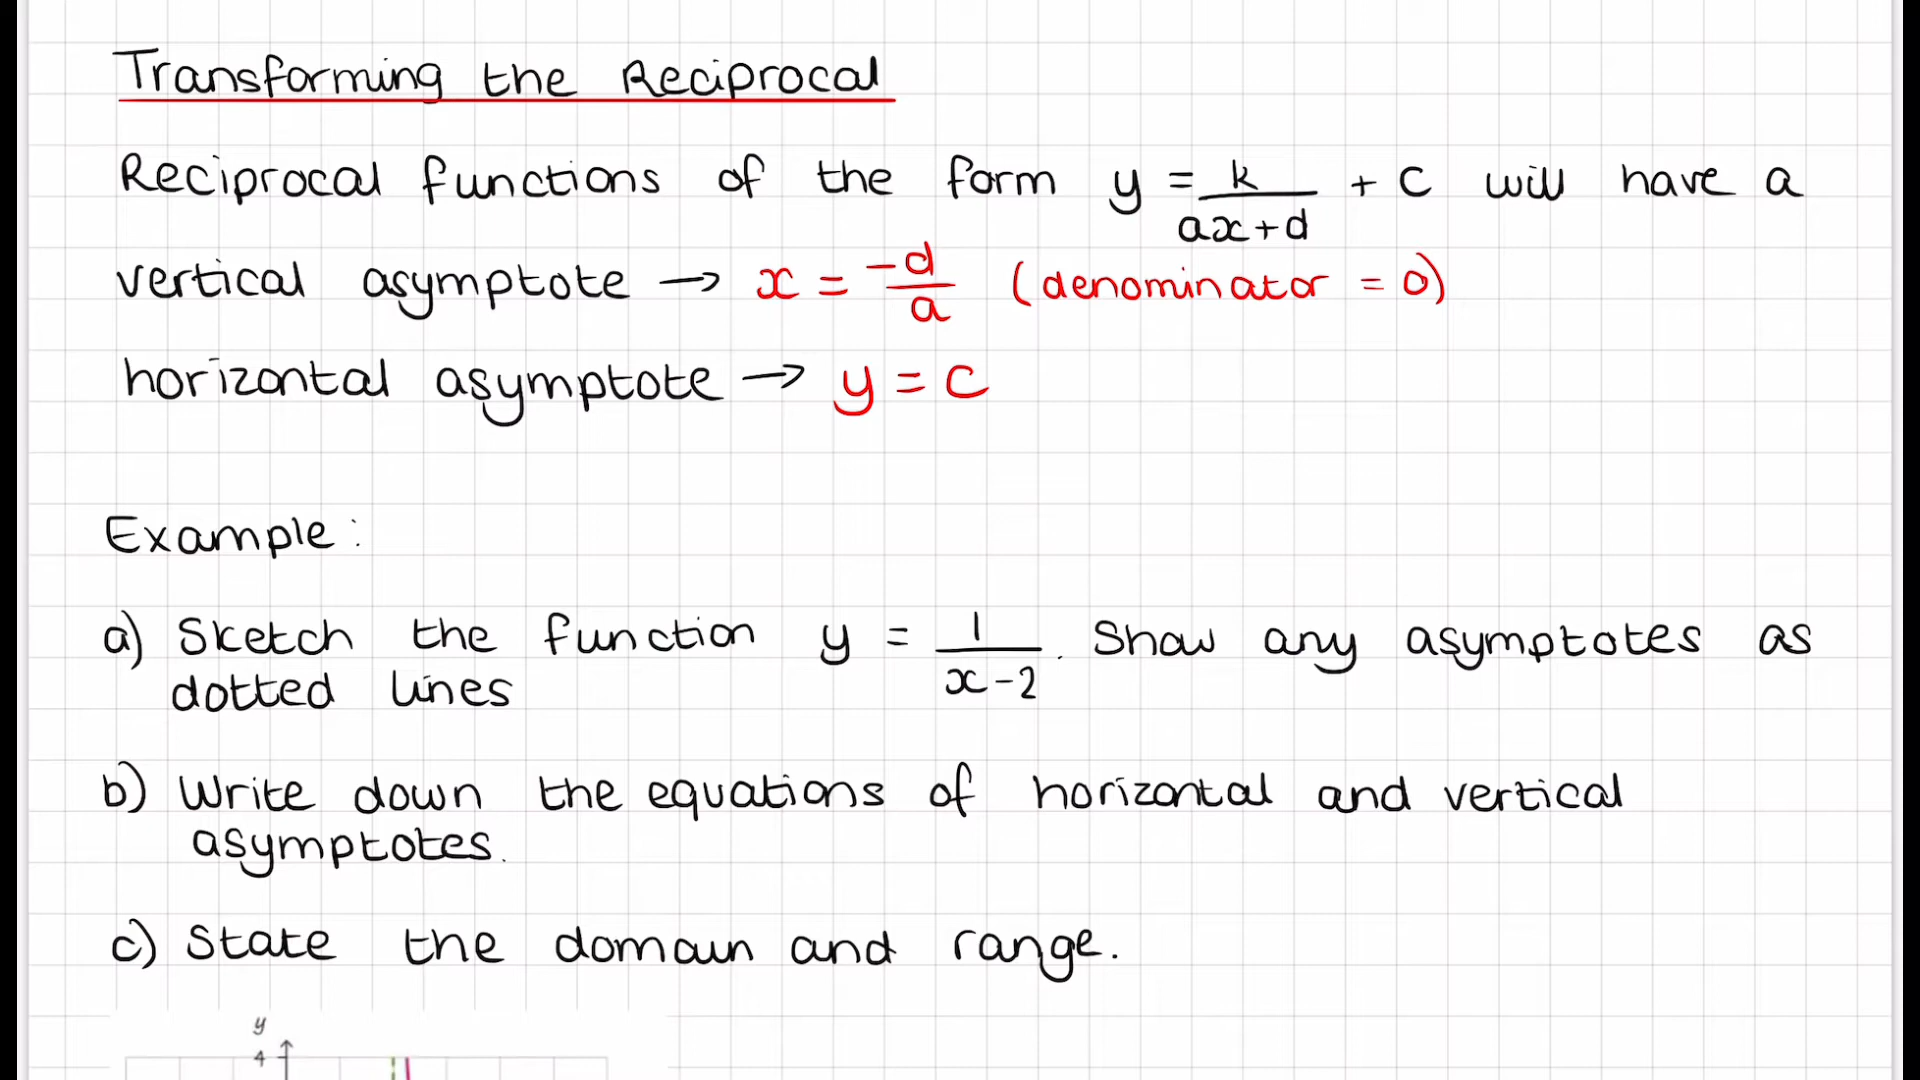 Transforming the Reciprocal
Reciprocal functions of the form y = k/(ax+d) + c will have a
vertical asymptote → x = -d/a (denominator = 0)
horizontal asymptote → y = c
Example:
a) Sketch the function y = 1/(x-2). Show any asymptotes as
dotted lines
b) Write down the equations of horizontal and vertical
asymptotes.
c) State the domain and range.
y
4